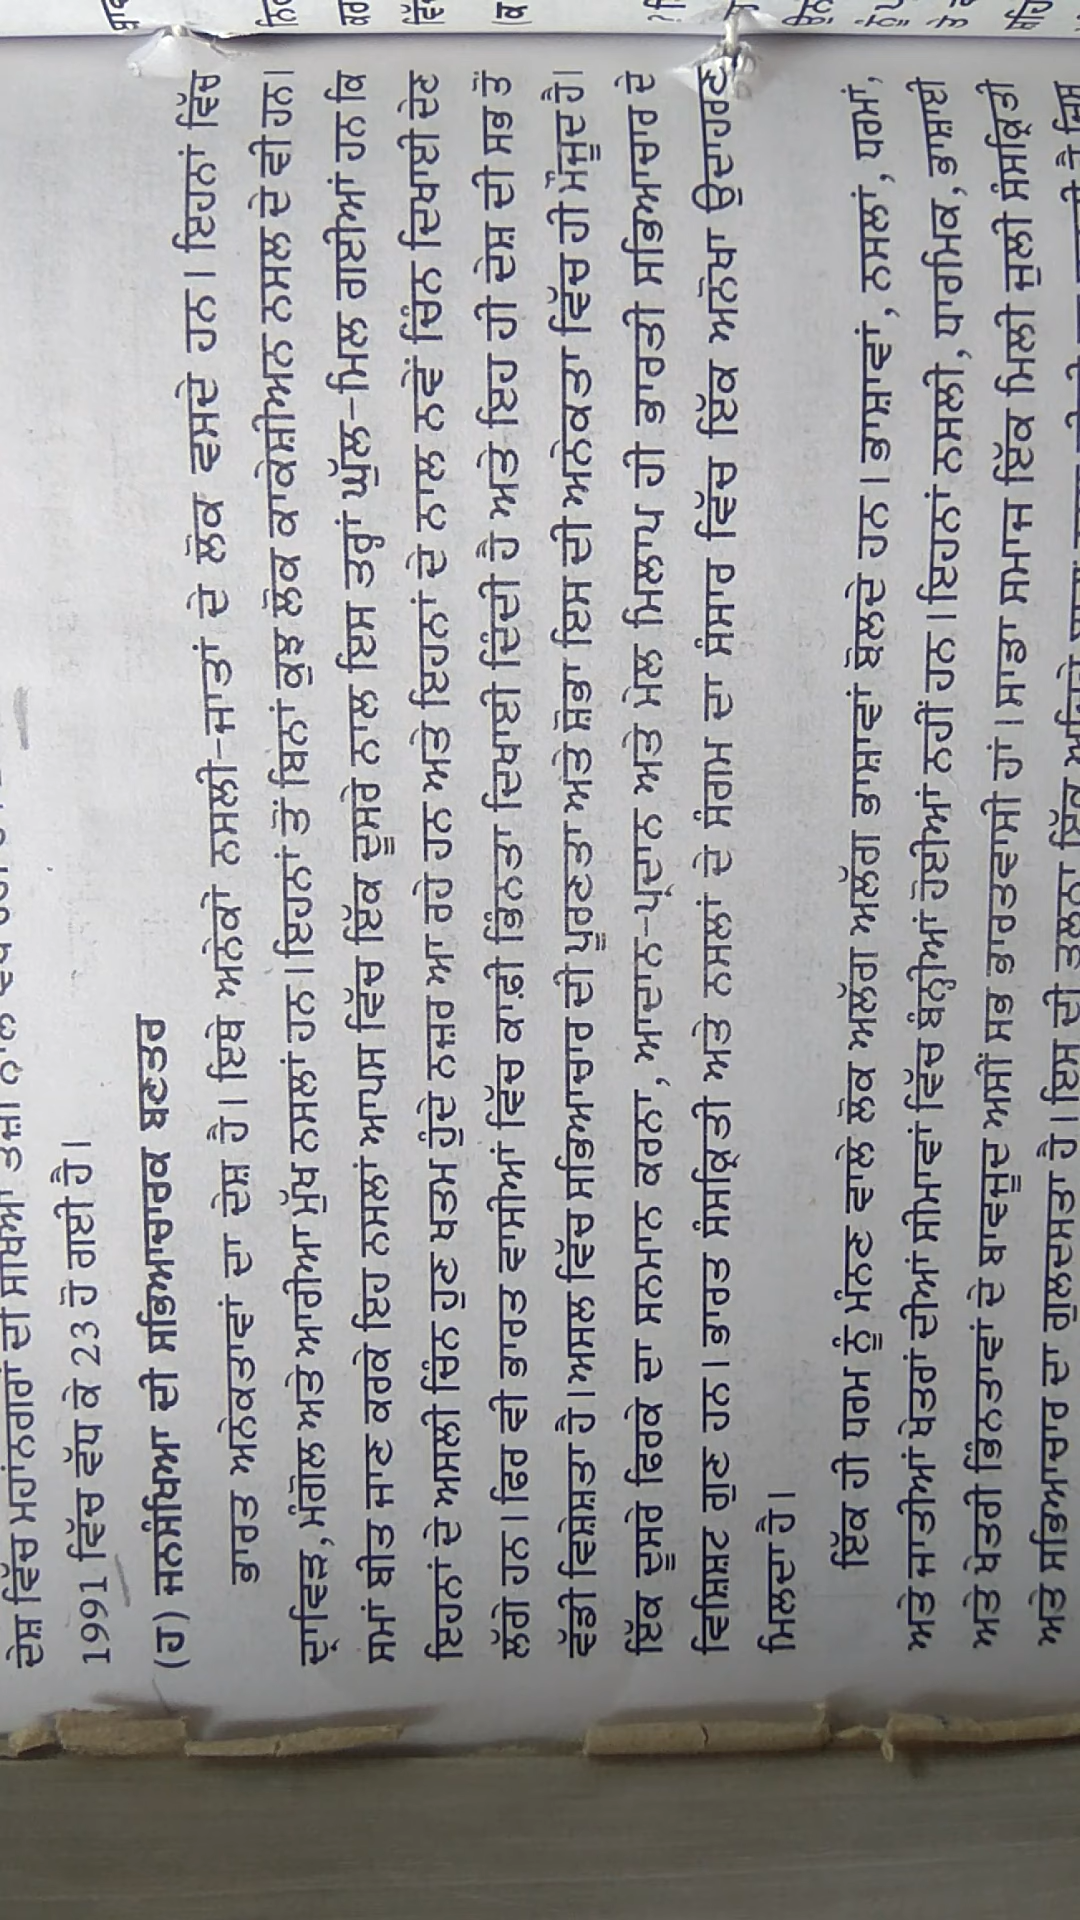 ਦੇਸ਼ ਵਿੱਚ ਮਹਾਂਨਗਰਾਂ ਦੀ
1991 ਵਿੱਚ ਵੱਧ ਕੇ 23 ਹੋ ਗਈ ਹੈ।
(ਹ) ਜਨਸੰਖਿਆ ਦੀ ਸਭਿਆਚਾਰਕ ਬਣਤਰ
ਭਾਰਤ ਅਨੇਕਤਾਵਾਂ ਦਾ ਦੇਸ਼ ਹੈ। ਇਥੇ ਅਨੇਕੋ ਨਸਲੀ-ਜਾਤਾਂ ਦੇ ਲੋਕ ਵਸਦੇ ਹਨ। ਇਹਨਾਂ ਵਿੱਚ
ਦ੍ਰਾਵਿੜ, ਮੰਗੋਲ ਅਤੇ ਆਰੀਆ ਮੁੱਖ ਨਸਲਾਂ ਹਨ। ਇਹਨਾਂ ਤੋਂ ਬਿਨਾਂ ਕੁਝ ਲੋਕ ਕਾਕੇਸ਼ੀਅਨ ਨਸਲ ਦੇ ਵੀ ਹਨ।
ਸਮਾਂ ਬੀਤ ਜਾਣ ਕਰਕੇ ਇਹ ਨਸਲਾਂ ਆਪਸ ਵਿੱਚ ਇੱਕ ਦੂਸਰੇ ਨਾਲ ਇਸ ਤਰ੍ਹਾਂ ਘੁੱਲ-ਮਿਲ ਗਈਆਂ ਹਨ ਕਿ
ਇਹਨਾਂ ਦੇ ਅਸਲੀ ਚਿੰਨ ਹੁਣ ਖਤਮ ਹੁੰਦੇ ਨਜ਼ਰ ਆ ਰਹੇ ਹਨ ਅਤੇ ਇਹਨਾਂ ਦੇ ਨਾਲ ਨਵੇਂ ਚਿੰਨ ਦਿਖਾਈ ਦੇਣ
ਲੱਗੇ ਹਨ। ਫਿਰ ਵੀ ਭਾਰਤ ਵਾਸੀਆਂ ਵਿੱਚ ਕਾਫ਼ੀ ਭਿੰਨਤਾ ਦਿਖਾਈ ਦਿੰਦੀ ਹੈ ਅਤੇ ਇਹ ਹੀ ਦੇਸ਼ ਦੀ ਸਭ ਤੋਂ
ਵੱਡੀ ਵਿਸ਼ੇਸ਼ਤਾ ਹੈ। ਅਸਲ ਵਿੱਚ ਸਭਿਆਚਾਰ ਦੀ ਪੂਰਣਤਾ ਅਤੇ ਸ਼ੋਭਾ ਇਸ ਦੀ ਅਨੇਕਤਾ ਵਿੱਚ ਹੀ ਮੌਜੂਦ ਹੈ।
ਇੱਕ ਦੂਸਰੇ ਫਿਰਕੇ ਦਾ ਸਨਮਾਨ ਕਰਨਾ, ਆਦਾਨ-ਪ੍ਰਦਾਨ ਅਤੇ ਮੇਲ ਮਿਲਾਪ ਹੀ ਭਾਰਤੀ ਸਭਿਆਚਾਰ ਦੇ
ਵਿਸ਼ਿਸ਼ਟ ਗੁਣ ਹਨ। ਭਾਰਤ ਸੰਸਕ੍ਰਿਤੀ ਅਤੇ ਨਸਲਾਂ ਦੇ ਸੰਗਮ ਦਾ ਸੰਸਾਰ ਵਿੱਚ ਇੱਕ ਅਨੋਖਾ ਉਦਾਹਰਣ
ਮਿਲਦਾ ਹੈ।
ਇੱਕ ਹੀ ਧਰਮ ਨੂੰ ਮੰਨਣ ਵਾਲੇ ਲੋਕ ਅਲੱਗ ਅਲੱਗ ਭਾਸ਼ਾਵਾਂ ਬੋਲਦੇ ਹਨ। ਭਾਸ਼ਾਵਾਂ, ਨਸਲਾਂ, ਧਰਮਾਂ,
ਅਤੇ ਜਾਤੀਆਂ ਖੇਤਰਾਂ ਦੀਆਂ ਸੀਮਾਵਾਂ ਵਿੱਚ ਬੰਨ੍ਹੀਆਂ ਹੋਈਆਂ ਨਹੀਂ ਹਨ। ਇਹਨਾਂ ਨਸਲੀ, ਧਾਰਮਿਕ, ਭਾਸ਼ਾਈ
ਅਤੇ ਖੇਤਰੀ ਭਿੰਨਤਾਵਾਂ ਦੇ ਬਾਵਜੂਦ ਅਸੀਂ ਸਭ ਭਾਰਤਵਾਸੀ ਹਾਂ। ਸਾਡਾ ਸਮਾਜ ਇੱਕ ਮਿਲੀ ਜੁਲੀ ਸੰਸਕ੍ਰਿਤੀ
ਅਤੇ ਸਭਿਆਚਾਰ ਦਾ ਗੁਲਦਸਤਾ ਹੈ। ਇਸ ਦੀ ਤੁਲਨਾ ਇੱਕ ਅਜਿਹੇ